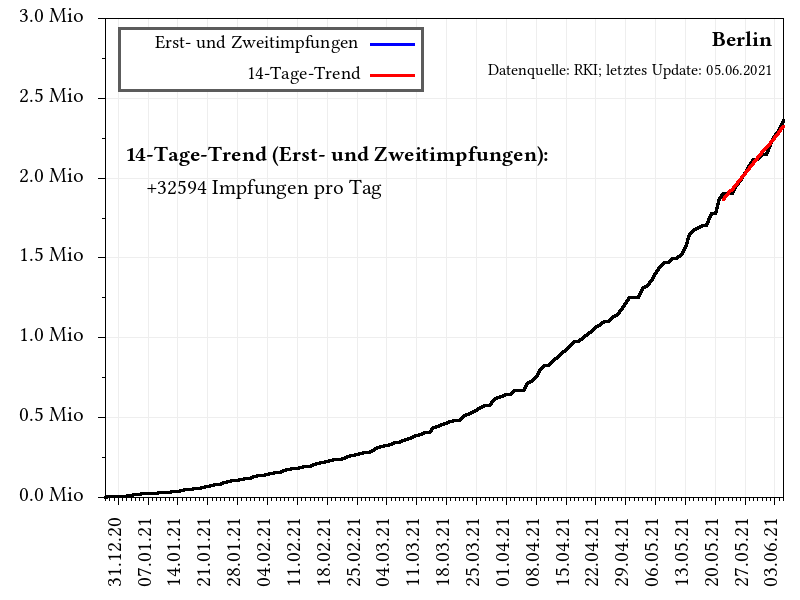 3.0 Mio
2.5 Mio
2.0 Mio
1.5 Mio
1.0 Mio
0.5 Mio
0.0 Mio
Erst- und Zweitimpfungen
14-Tage-Trend
Berlin
Datenquelle: RKI; letztes Update: 05.06.2021
14-Tage-Trend (Erst- und Zweitimpfungen):
+32594 Impfungen pro Tag
31.12.20
07.01.21
14.01.21
21.01.21
28.01.21
04.02.21
11.02.21
18.02.21
25.02.21
04.03.21
11.03.21
18.03.21
25.03.21
01.04.21
08.04.21
15.04.21
22.04.21
29.04.21
06.05.21
13.05.21
20.05.21
27.05.21
03.06.21